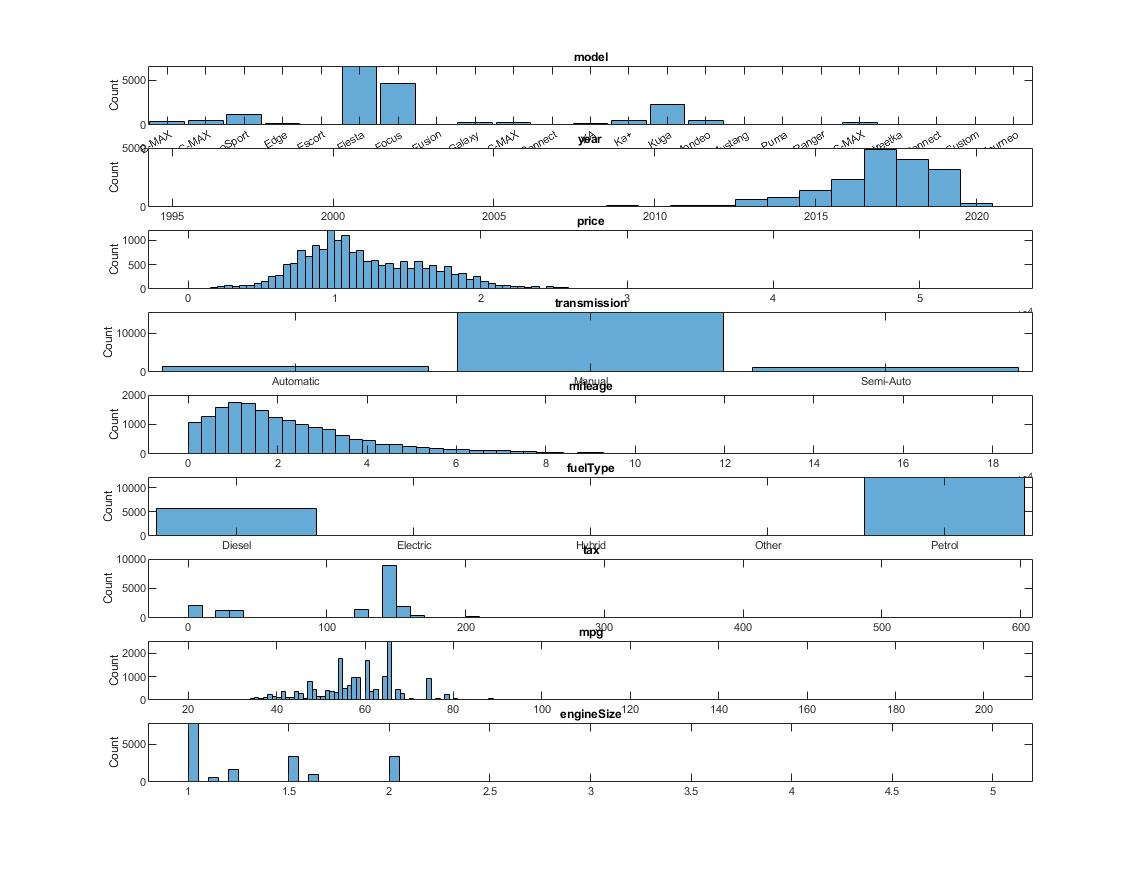 model
5000
0
Count
B-MAX C-MAX Edge Escort Fiesta Focus Fusion Galaxy KA Ka+ Kuga Puma
year
5000
0
Count
1995 2000 2005 2010 2015 2020
price
1000
500
0
Count
0 1 2 3 4 5
transmission
10000
0
Count
Automatic Manual Semi-Auto
mileage
2000
1000
0
Count
0 2 4 6 8 10 12 14 16 18
fuelType
10000
5000
0
Count
Diesel Electric Hybrid Other Petrol
tax
10000
5000
0
Count
0 100 200 300 400 500 600
mpg
2000
1000
0
Count
20 40 60 80 100 120 140 160 180 200
engineSize
5000
0
Count
1 1.5 2 2.5 3 3.5 4 4.5 5